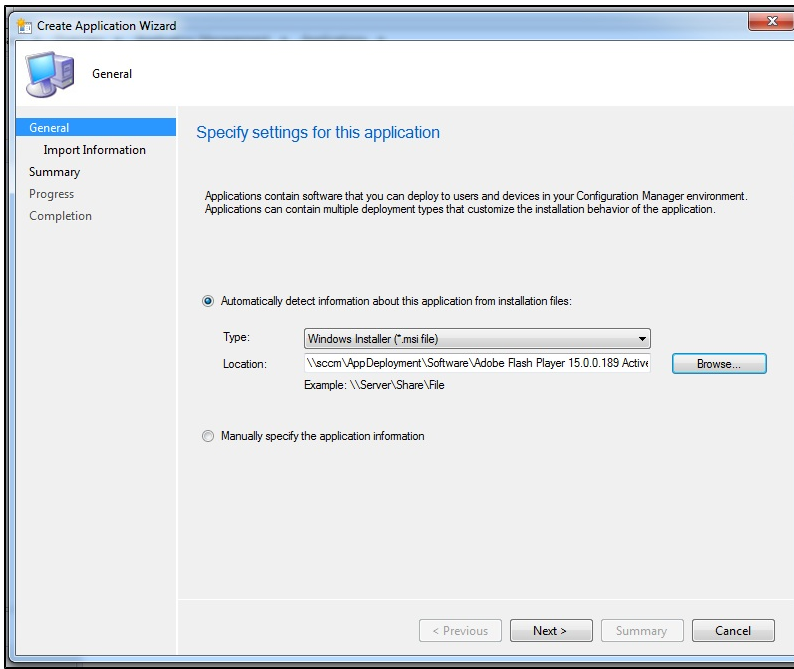 Create Application Wizard
General
General
Import Information
Summary
Progress
Completion
Specify settings for this application
Applications contain software that you can deploy to users and devices in your Configuration Manager environment.
Applications can contain multiple deployment types that customize the installation behavior of the application.
Automatically detect information about this application from installation files:
Type:
Windows Installer (*.msi file)
Location:
\\sccm\AppDeployment\Software\Adobe Flash Player 15.0.0.189 Active
Browse...
Example: \\Server\Share\File
Manually specify the application information
< Previous
Next >
Summary
Cancel